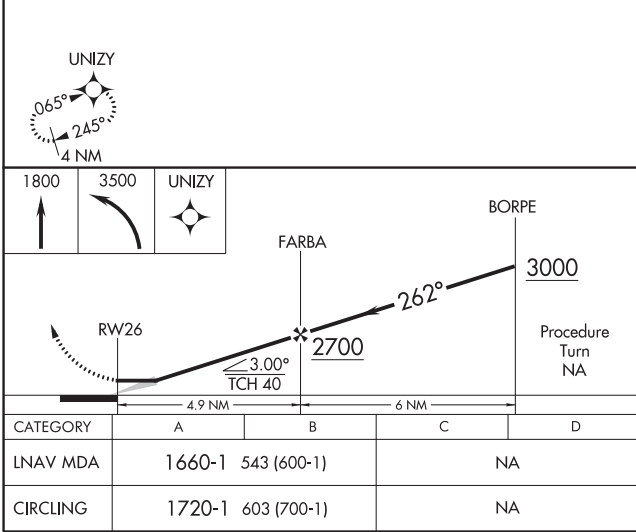 UNIZY
065°
245°
4 NM
1800 3500 UNIZY
BORPE
FARBA
3000
262°
RW26
2700
Procedure
Turn
NA
3.00°
TCH 40
4.9 NM 6 NM
CATEGORY A B C D
LNAV MDA 1660-1 543 (600-1) NA
CIRCLING 1720-1 603 (700-1) NA